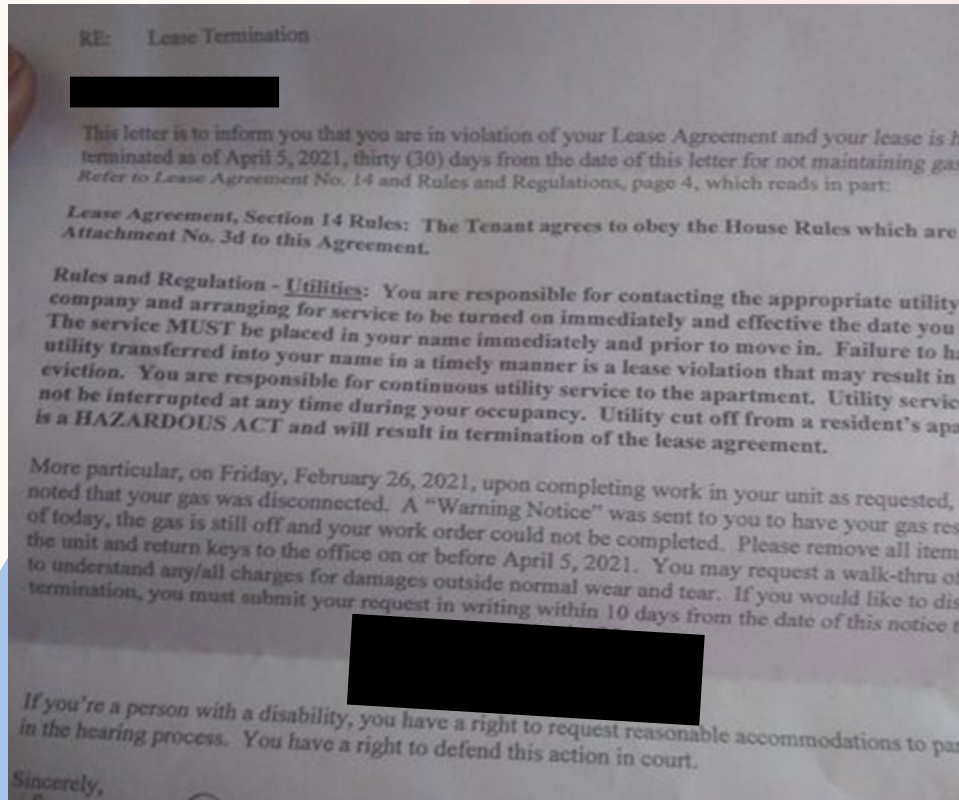 RE: Lease Termination
This letter is to inform you that you are in violation of your Lease Agreement and your lease is
terminated as of April 5, 2021, thirty (30) days from the date of this letter for not maintaining gas
Refer to Lease Agreement No. 14 and Rules and Regulations, page 4, which reads in part:
Lease Agreement, Section 14 Rules: The Tenant agrees to obey the House Rules which are
Attachment No. 3d to this Agreement.
Rules and Regulation - Utilities: You are responsible for contacting the appropriate utility
company and arranging for service to be turned on immediately and effective the date you
The service MUST be placed in your name immediately and prior to move in. Failure to
utility transferred into your name in a timely manner is a lease violation that may result in
eviction. You are responsible for continuous utility service to the apartment. Utility
not be interrupted at any time during your occupancy. Utility cut off from a resident's
is a HAZARDOUS ACT and will result in termination of the lease agreement.
More particular, on Friday, February 26, 2021, upon completing work in your unit as requested,
noted that your gas was disconnected. A "Warning Notice" was sent to you to have your gas
of today, the gas is still off and your work order could not be completed. Please remove all
the unit and return keys to the office on or before April 5, 2021. You may request a walk-thru
to understand any/all charges for damages outside normal wear and tear. If you would like to
termination, you must submit your request in writing within 10 days from the date of this notice
If you're a person with a disability, you have a right to request reasonable accommodations to
in the hearing process. You have a right to defend this action in court.
Sincerely,